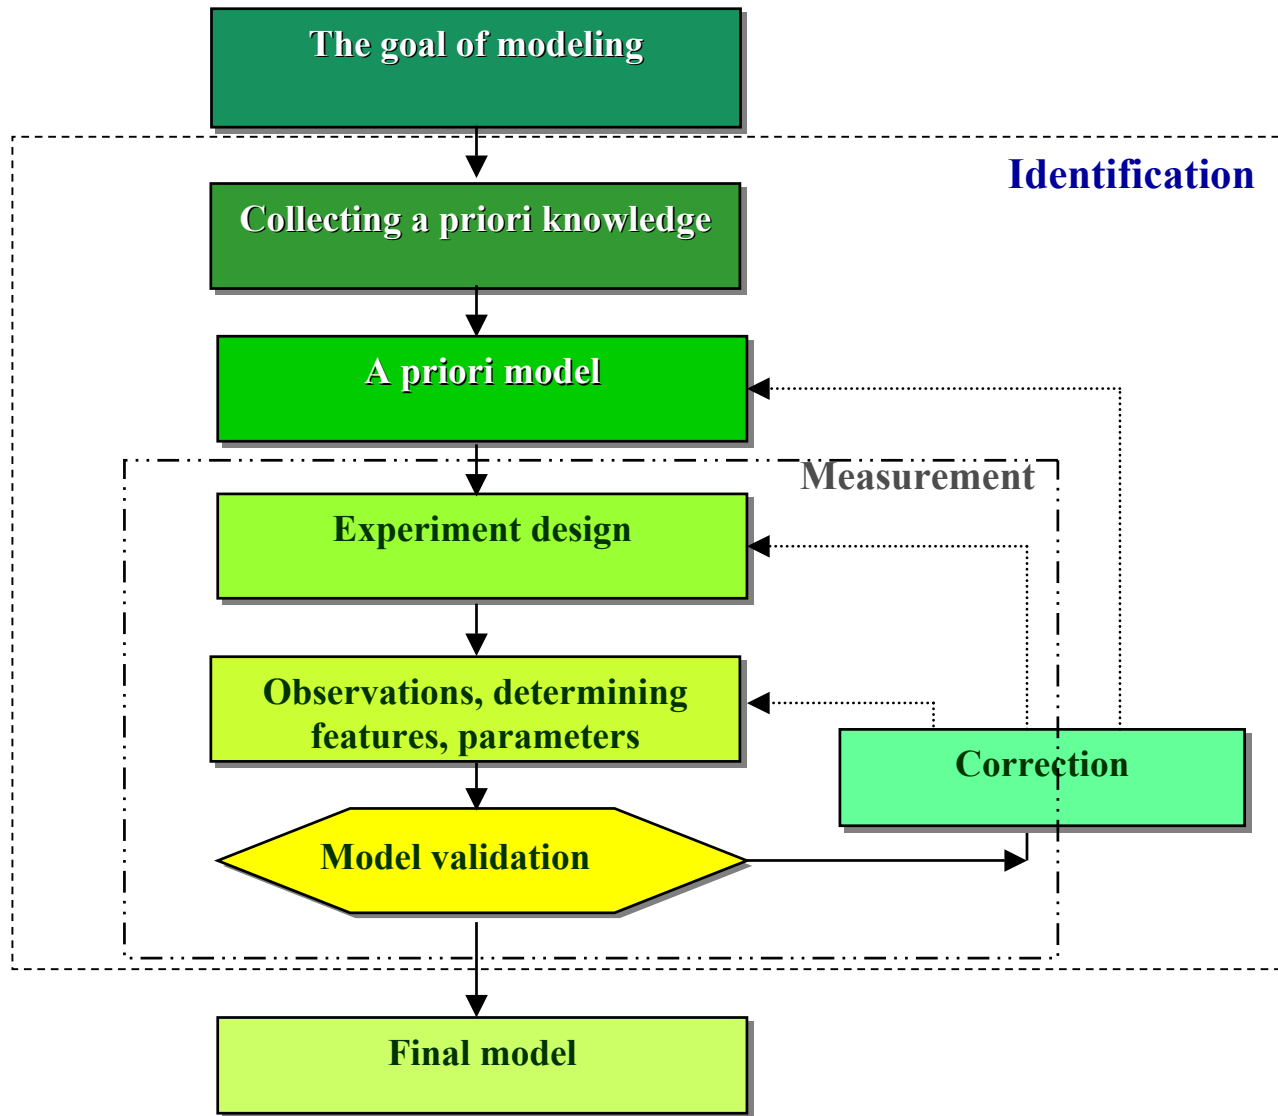 The goal of modeling
Identification
Collecting a priori knowledge
A priori model
Measurement
Experiment design
Observations, determining
features, parameters
Correction
Model validation
Final model